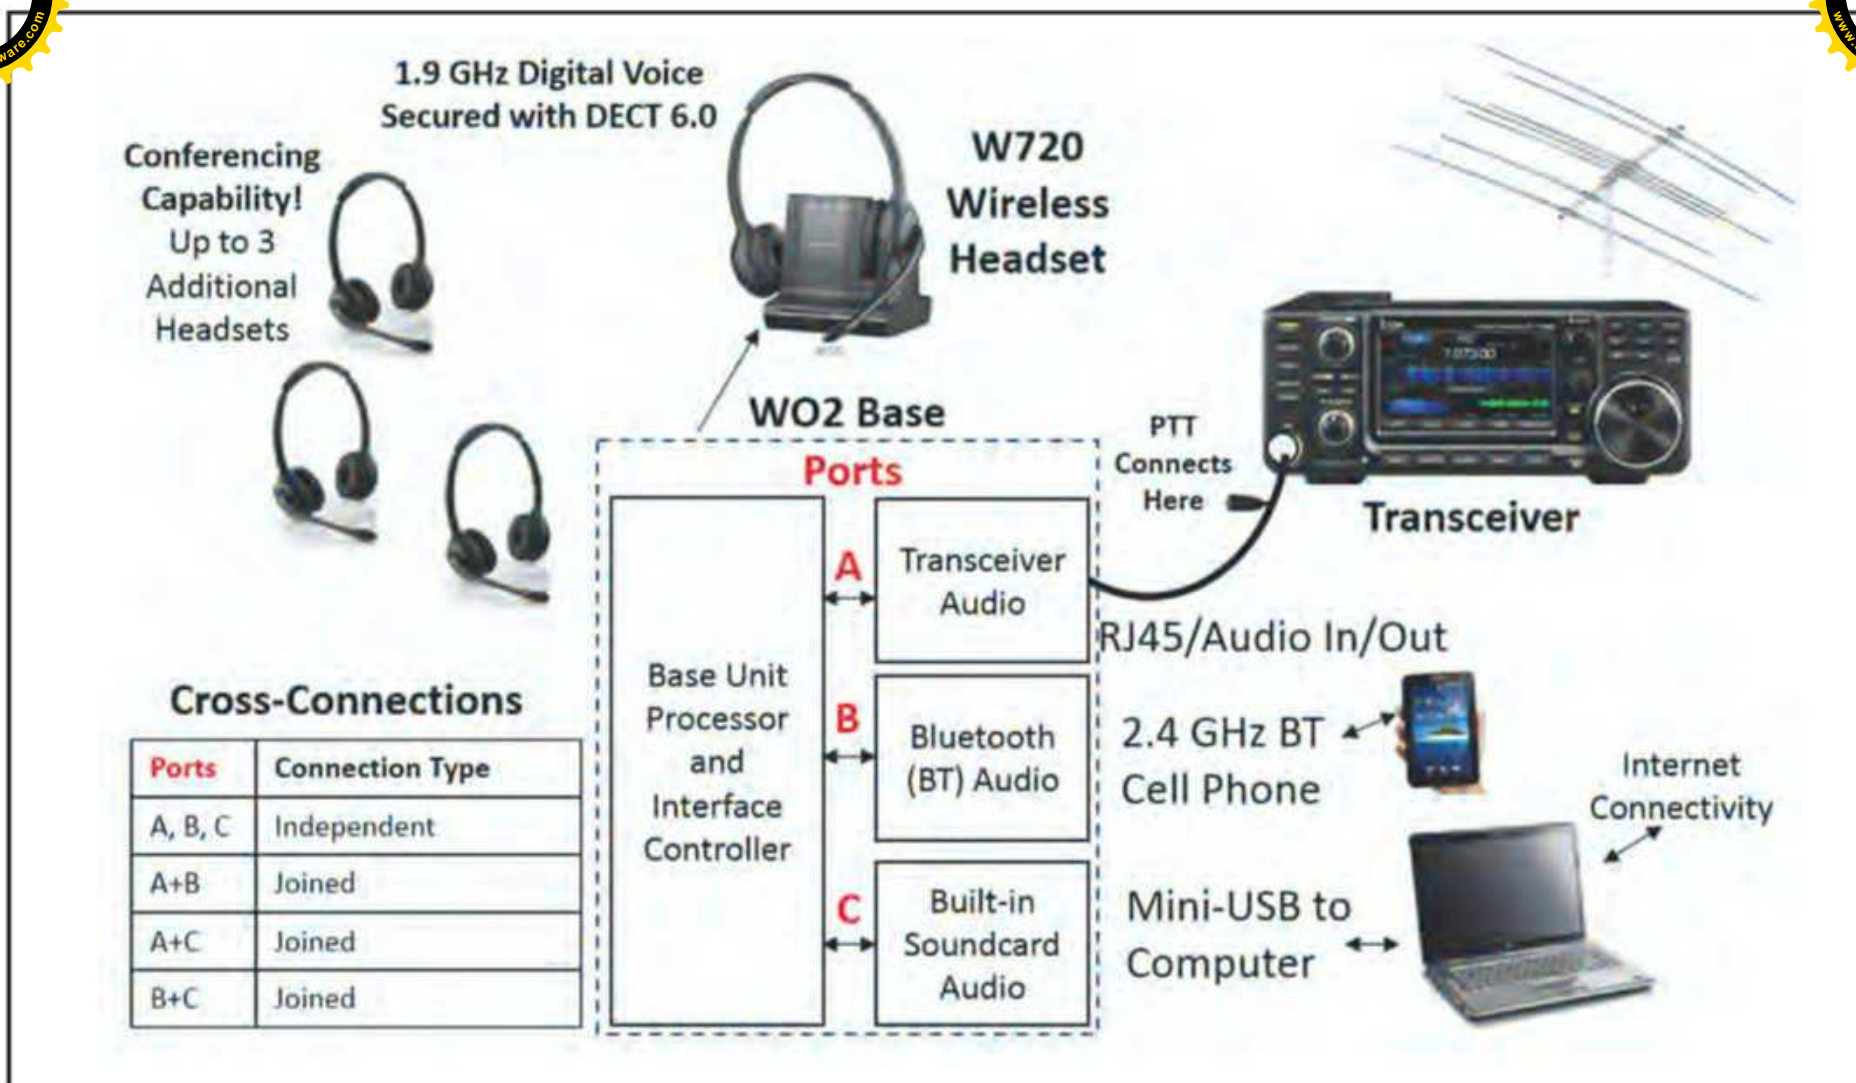 ware.com
www.
1.9 GHz Digital Voice
Secured with DECT 6.0
Conferencing
Capability!
Up to 3
Additional
Headsets
W720
Wireless
Headset
WO2 Base
Ports
PTT
Connects
Here
Transceiver
A
Transceiver
Audio
RJ45/Audio In/Out
Base Unit
Processor
and
Interface
Controller
B
Bluetooth
(BT) Audio
2.4 GHz BT
Cell Phone
Internet
Connectivity
C
Built-in
Soundcard
Audio
Mini-USB to
Computer
Cross-Connections
Ports Connection Type
A, B, C Independent
A+B Joined
A+C Joined
B+C Joined